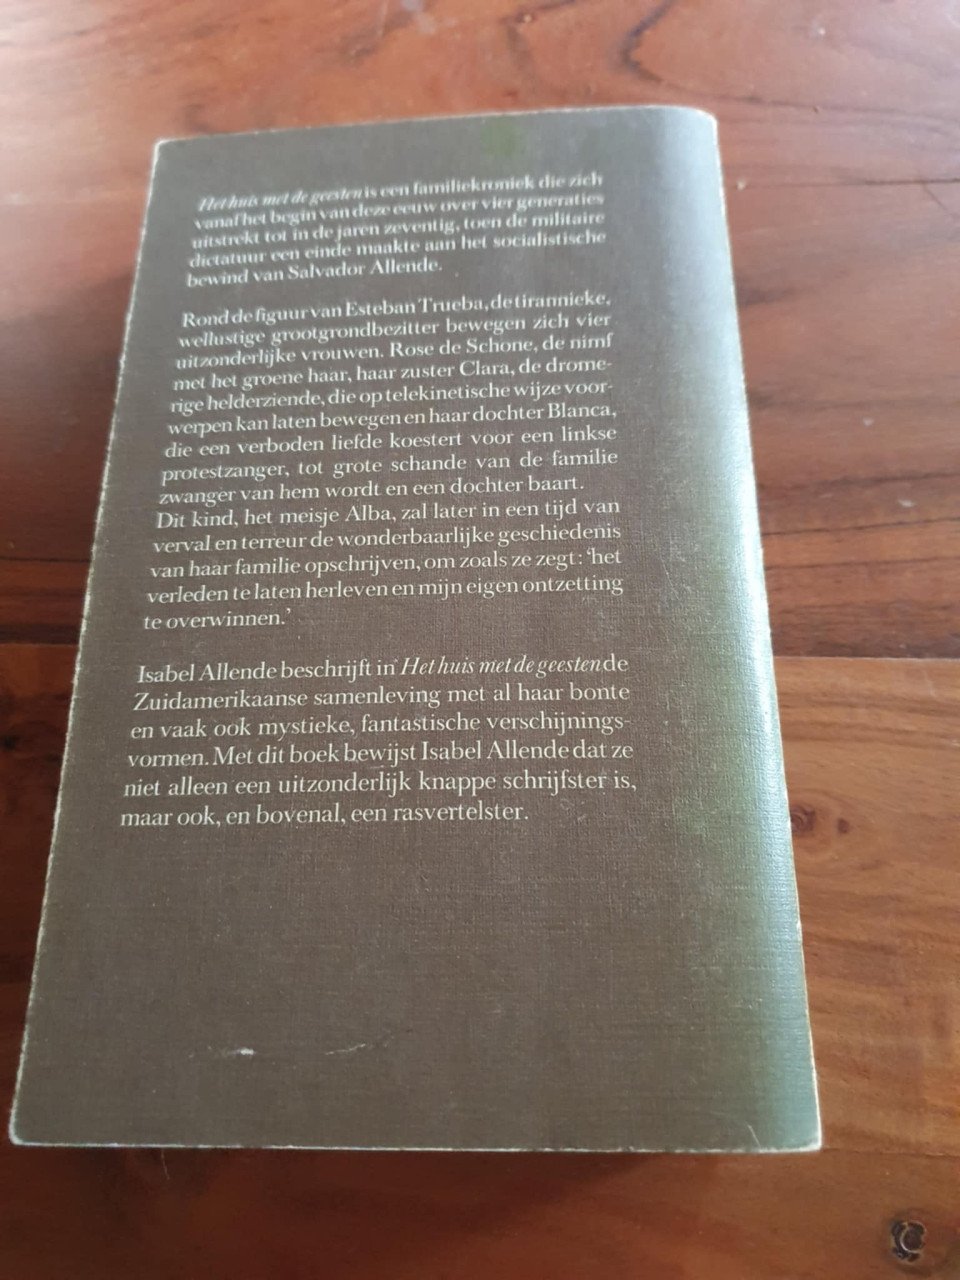 Het huis met de geesten is een familiekroniek die zich
vanaf het begin van deze eeuw over vier generaties
uitstrekt tot in de jaren zeventig, toen de militaire
dictatuur een einde maakte aan het socialistische
bewind van Salvador Allende.
Rond de figuur van Esteban Trueba, de tirannieke,
wellustige grootgrondbezitter bewegen zich vier
uitzonderlijke vrouwen. Rose de Schone, de nimf
met het groene haar, haar zuster Clara, de drome-
rige helderziende, die op telekinetische wijze voor-
werpen kan laten bewegen en haar dochter Blanca,
die een verboden liefde koestert voor een linkse
protestzanger, tot grote schande van de familie
zwanger van hem wordt en een dochter baart.
Dit kind, het meisje Alba, zal later in een tijd van
verval en terreur de wonderbaarlijke geschiedenis
van haar familie opschrijven, om zoals ze zegt: ‘het
verleden te laten herleven en mijn eigen ontzetting
te overwinnen.’
Isabel Allende beschrijft in Het huis met de geesten de
Zuidamerikaanse samenleving met al haar bonte
en vaak ook mystieke, fantastische verschijnings-
vormen. Met dit boek bewijst Isabel Allende dat ze
niet alleen een uitzonderlijk knappe schrijfster is,
maar ook, en bovenal, een rasvertelster.